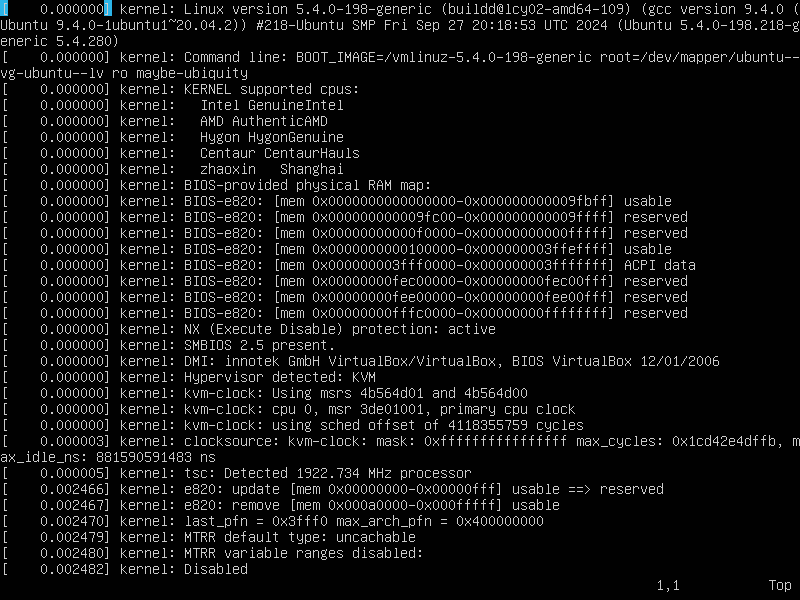 [    0.000000] kernel: Linux version 5.4.0-198-generic (buildd@lcy02-amd64-109) (gcc version 9.4.0 (
Ubuntu 9.4.0-1ubuntu1~20.04.2)) #218-Ubuntu SMP Fri Sep 27 20:18:53 UTC 2024 (Ubuntu 5.4.0-198.218-g
eneric 5.4.280)
[    0.000000] kernel: Command line: BOOT_IMAGE=/vmlinuz-5.4.0-198-generic root=/dev/mapper/ubuntu--
vg-ubuntu--lv ro maybe-ubiquity
[    0.000000] kernel: KERNEL supported cpus:
[    0.000000] kernel:   Intel GenuineIntel
[    0.000000] kernel:   AMD AuthenticAMD
[    0.000000] kernel:   Hygon HygonGenuine
[    0.000000] kernel:   Centaur CentaurHauls
[    0.000000] kernel:   zhaoxin   Shanghai
[    0.000000] kernel: BIOS-provided physical RAM map:
[    0.000000] kernel: BIOS-e820: [mem 0x0000000000000000-0x000000000009fbff] usable
[    0.000000] kernel: BIOS-e820: [mem 0x000000000009fc00-0x000000000009ffff] reserved
[    0.000000] kernel: BIOS-e820: [mem 0x00000000000f0000-0x00000000000fffff] reserved
[    0.000000] kernel: BIOS-e820: [mem 0x0000000000100000-0x000000003ffeffff] usable
[    0.000000] kernel: BIOS-e820: [mem 0x000000003fff0000-0x000000003fffffff] ACPI data
[    0.000000] kernel: BIOS-e820: [mem 0x00000000fec00000-0x00000000fec00fff] reserved
[    0.000000] kernel: BIOS-e820: [mem 0x00000000fee00000-0x00000000fee00fff] reserved
[    0.000000] kernel: BIOS-e820: [mem 0x00000000fffc0000-0x00000000ffffffff] reserved
[    0.000000] kernel: NX (Execute Disable) protection: active
[    0.000000] kernel: SMBIOS 2.5 present.
[    0.000000] kernel: DMI: innotek GmbH VirtualBox/VirtualBox, BIOS VirtualBox 12/01/2006
[    0.000000] kernel: Hypervisor detected: KVM
[    0.000000] kernel: kvm-clock: Using msrs 4b564d01 and 4b564d00
[    0.000000] kernel: kvm-clock: cpu 0, msr 3de01001, primary cpu clock
[    0.000000] kernel: kvm-clock: using sched offset of 4118355759 cycles
[    0.000003] kernel: clocksource: kvm-clock: mask: 0xffffffffffffffff max_cycles: 0x1cd42e4dffb, m
ax_idle_ns: 881590591483 ns
[    0.000005] kernel: tsc: Detected 1922.734 MHz processor
[    0.002466] kernel: e820: update [mem 0x00000000-0x00000fff] usable ==> reserved
[    0.002467] kernel: e820: remove [mem 0x000a0000-0x000fffff] usable
[    0.002470] kernel: last_pfn = 0x3fff0 max_arch_pfn = 0x400000000
[    0.002479] kernel: MTRR default type: uncachable
[    0.002480] kernel: MTRR variable ranges disabled:
[    0.002482] kernel: Disabled
1,1           Top